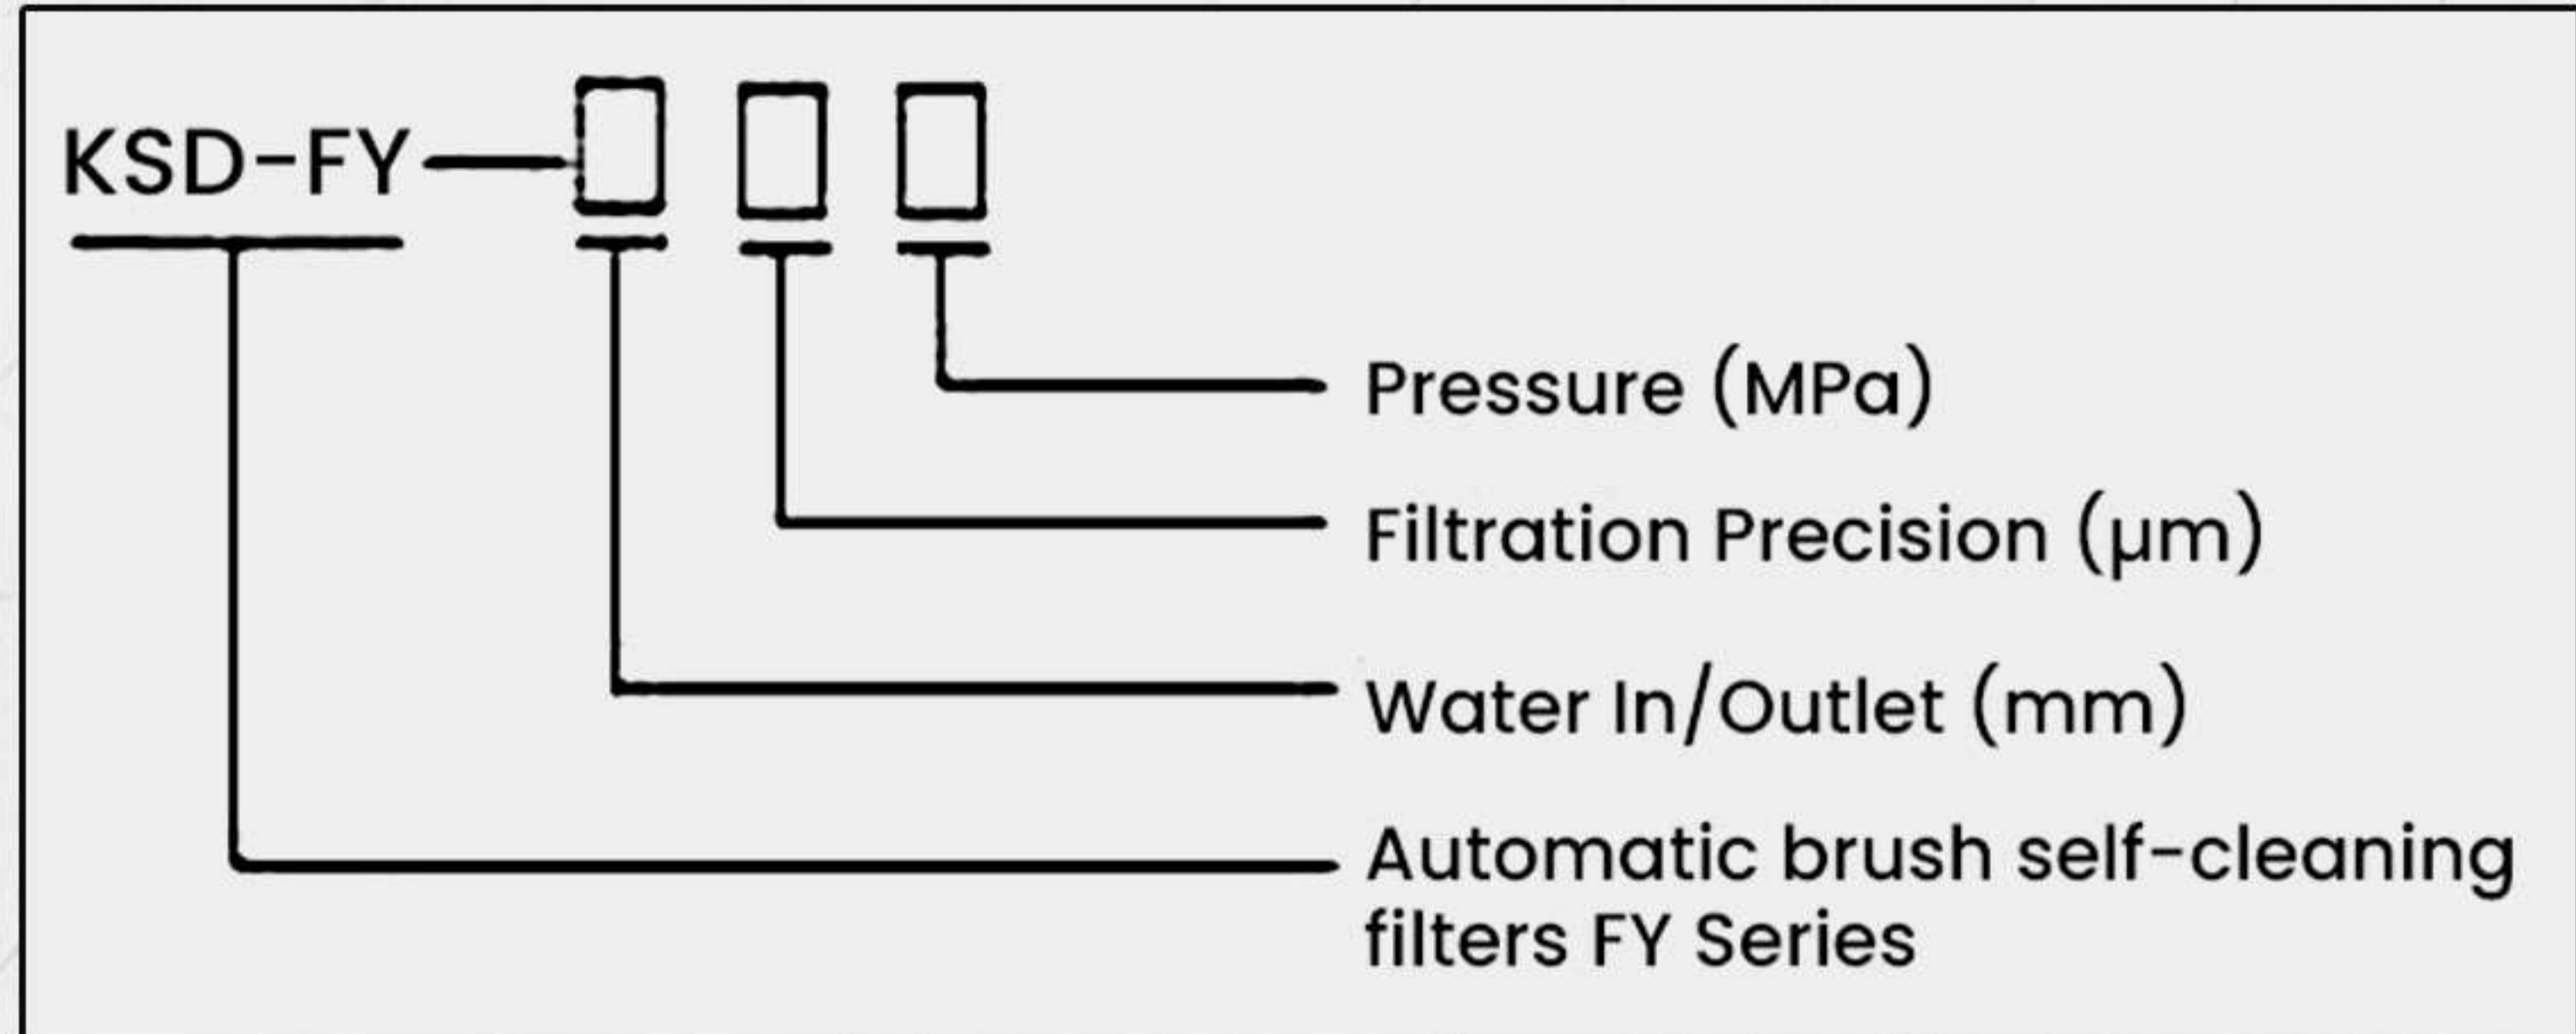 KSD-FY
Pressure (MPa)
Filtration Precision (µm)
Water In/Outlet (mm)
Automatic brush self-cleaning
filters FY Series